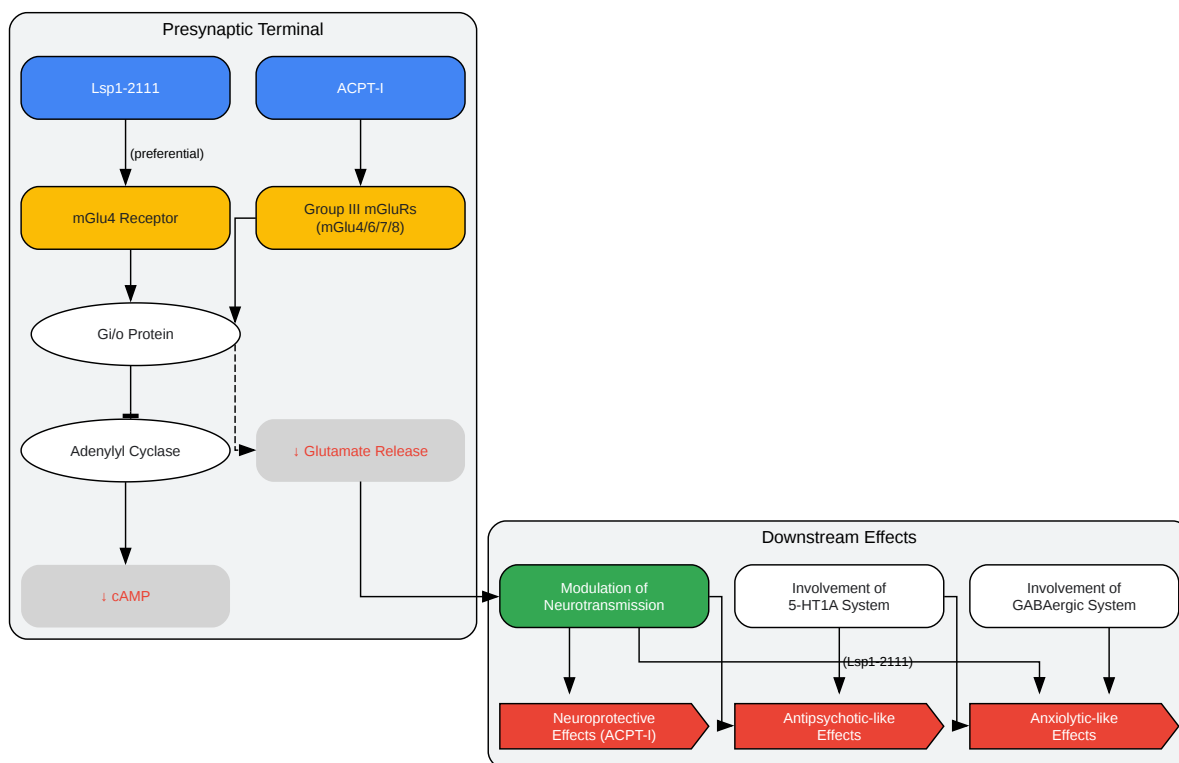 Presynaptic Terminal
Lsp1-2111
ACPT-I
(preferential)
mGlu4 Receptor
Group III mGluRs
(mGlu4/6/7/8)
Gi/o Protein
Adenylyl Cyclase
↓ Glutamate Release
↓ cAMP
Downstream Effects
Modulation of
Neurotransmission
Involvement of
5-HT1A System
Involvement of
GABAergic System
(Lsp1-2111)
Neuroprotective
Effects (ACPT-I)
Antipsychotic-like
Effects
Anxiolytic-like
Effects